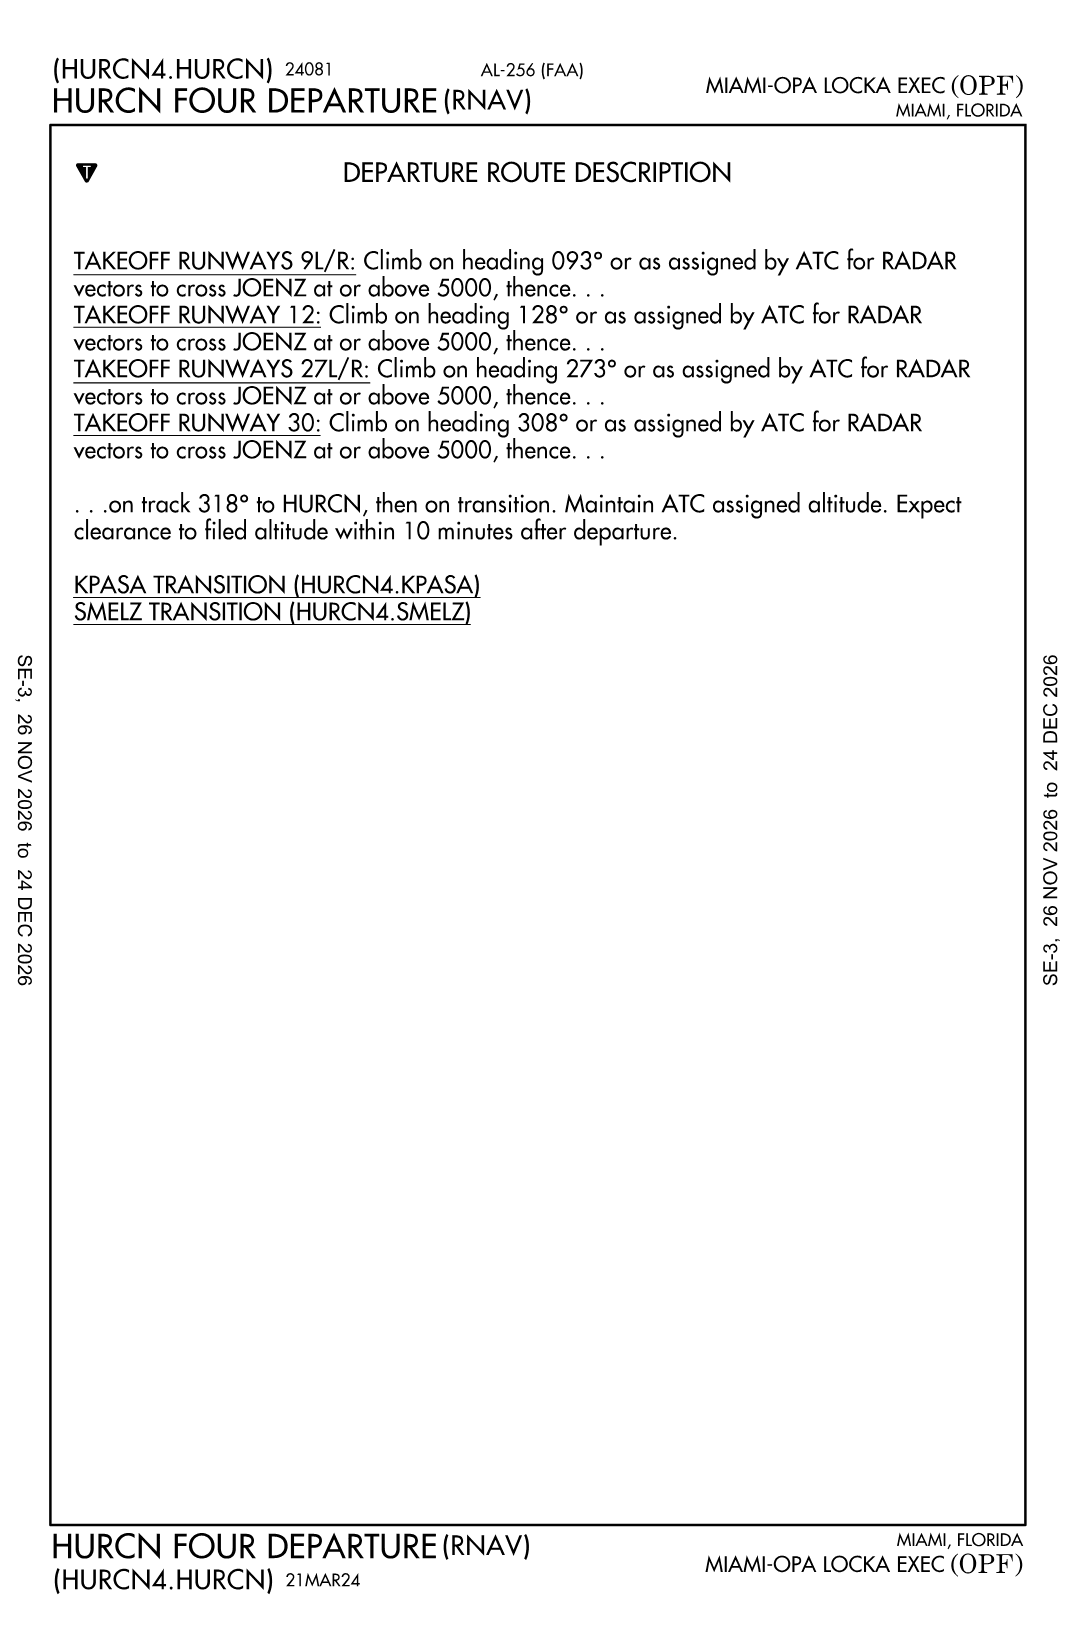 (HURCN4.HURCN) 24081
AL-256 (FAA)
HURCN FOUR DEPARTURE (RNAV)
MIAMI-OPA LOCKA EXEC (OPF)
MIAMI, FLORIDA
T
DEPARTURE ROUTE DESCRIPTION
TAKEOFF RUNWAYS 9L/R: Climb on heading 093° or as assigned by ATC for RADAR
vectors to cross JOENZ at or above 5000, thence. . .
TAKEOFF RUNWAY 12: Climb on heading 128° or as assigned by ATC for RADAR
vectors to cross JOENZ at or above 5000, thence. . .
TAKEOFF RUNWAYS 27L/R: Climb on heading 273° or as assigned by ATC for RADAR
vectors to cross JOENZ at or above 5000, thence. . .
TAKEOFF RUNWAY 30: Climb on heading 308° or as assigned by ATC for RADAR
vectors to cross JOENZ at or above 5000, thence. . .
. . .on track 318° to HURCN, then on transition. Maintain ATC assigned altitude. Expect
clearance to filed altitude within 10 minutes after departure.
KPASA TRANSITION (HURCN4.KPASA)
SMELZ TRANSITION (HURCN4.SMELZ)
SE-3, 26 NOV 2026 to 24 DEC 2026
SE-3, 26 NOV 2026 to 24 DEC 2026
HURCN FOUR DEPARTURE (RNAV)
(HURCN4.HURCN) 21MAR24
MIAMI, FLORIDA
MIAMI-OPA LOCKA EXEC (OPF)